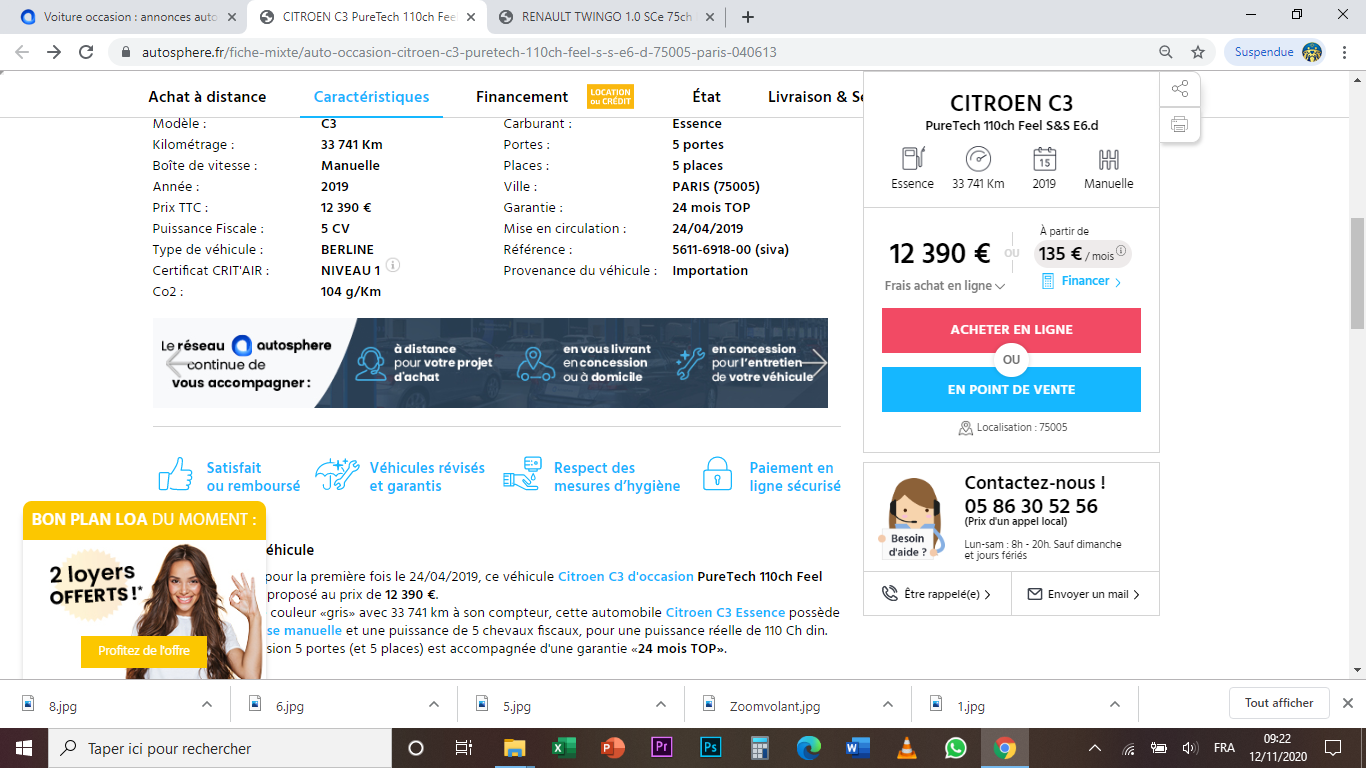 Voiture occasion : annonces auto
CITROEN C3 PureTech 110ch Feel
RENAULT TWINGO 1.0 SCe 75ch
autosphere.fr/fiche-mixte/auto-occasion-citroen-c3-puretech-110ch-feel-s-s-e6-d-75005-paris-040613
Suspendue
Achat à distance
Caractéristiques
Financement
LOCATION
ou CRÉDIT
État
Livraison & Se
Modèle : C3
Kilométrage : 33 741 Km
Boîte de vitesse : Manuelle
Année : 2019
Prix TTC : 12 390 €
Puissance Fiscale : 5 CV
Type de véhicule : BERLINE
Certificat CRIT'AIR : NIVEAU 1
Co2 : 104 g/Km
Carburant : Essence
Portes : 5 portes
Places : 5 places
Ville : PARIS (75005)
Garantie : 24 mois TOP
Mise en circulation : 24/04/2019
Référence : 5611-6918-00 (siva)
Provenance du véhicule : Importation
Le réseau autosphere
continue de
vous accompagner :
à distance
pour votre projet
d'achat
en vous livrant
en concession
ou à domicile
en concession
pour l'entretien
de votre véhicule
Satisfait
ou remboursé
Véhicules révisés
et garantis
Respect des
mesures d'hygiène
Paiement en
ligne sécurisé
éhicule
pour la première fois le 24/04/2019, ce véhicule Citroen C3 d'occasion PureTech 110ch Feel
proposé au prix de 12 390 €.
couleur «gris» avec 33 741 km à son compteur, cette automobile Citroen C3 Essence possède
se manuelle et une puissance de 5 chevaux fiscaux, pour une puissance réelle de 110 Ch din.
sion 5 portes (et 5 places) est accompagnée d'une garantie «24 mois TOP».
BON PLAN LOA DU MOMENT :
2 loyers
OFFERTS !*
Profitez de l'offre
CITROEN C3
PureTech 110ch Feel S&S E6.d
Essence
33 741 Km
15
2019
Manuelle
12 390 €
OU
À partir de
135 € / mois
Frais achat en ligne
Financer
ACHETER EN LIGNE
OU
EN POINT DE VENTE
Localisation : 75005
Besoin
d'aide ?
Contactez-nous !
05 86 30 52 56
(Prix d'un appel local)
Lun-sam : 8h - 20h. Sauf dimanche
et jours fériés
Être rappelé(e)
Envoyer un mail
8.jpg
6.jpg
5.jpg
Zoomvolant.jpg
1.jpg
Tout afficher
Taper ici pour rechercher
FRA
09:22
12/11/2020